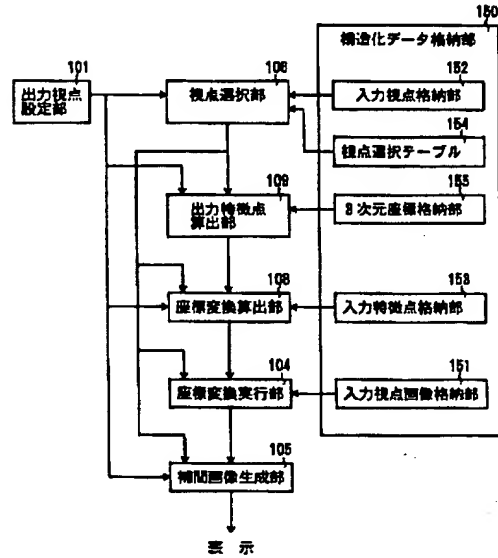 150
構造化データ格納部
101
出力視点
設定部
106
視点選択部
152
入力視点格納部
154
視点選択テーブル
109
出力特徴点
算出部
155
3次元座標格納部
108
座標変換算出部
153
入力特徴点格納部
104
座標変換実行部
151
入力視点画像格納部
105
補間画像生成部
表示